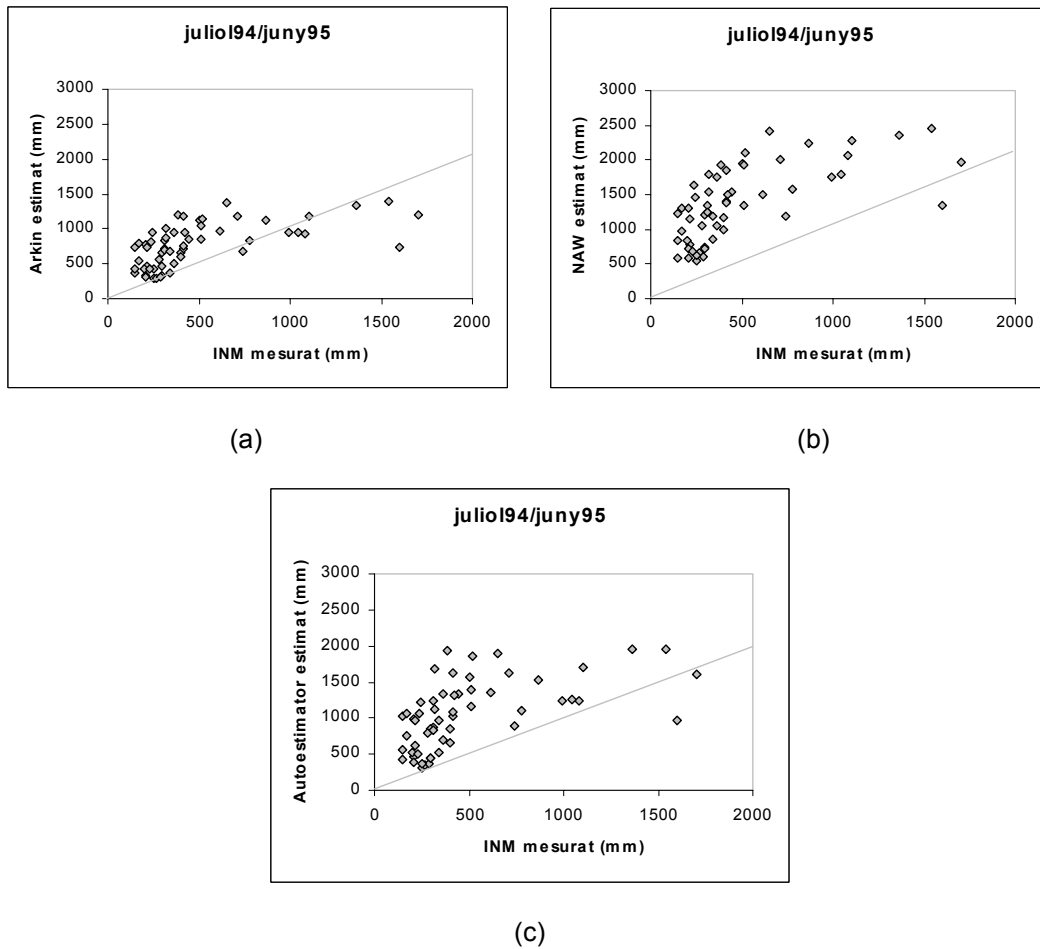 juliol94/juny95
Arkin estimat (mm)
3000
2500
2000
1500
1000
500
0
0 500 1000 1500 2000
INM mesurat (mm)
(a)
juliol94/juny95
NAW estimat (mm)
3000
2500
2000
1500
1000
500
0
0 500 1000 1500 2000
INM mesurat (mm)
(b)
juliol94/juny95
Autoestimator estimat (mm)
3000
2500
2000
1500
1000
500
0
0 500 1000 1500 2000
INM mesurat (mm)
(c)